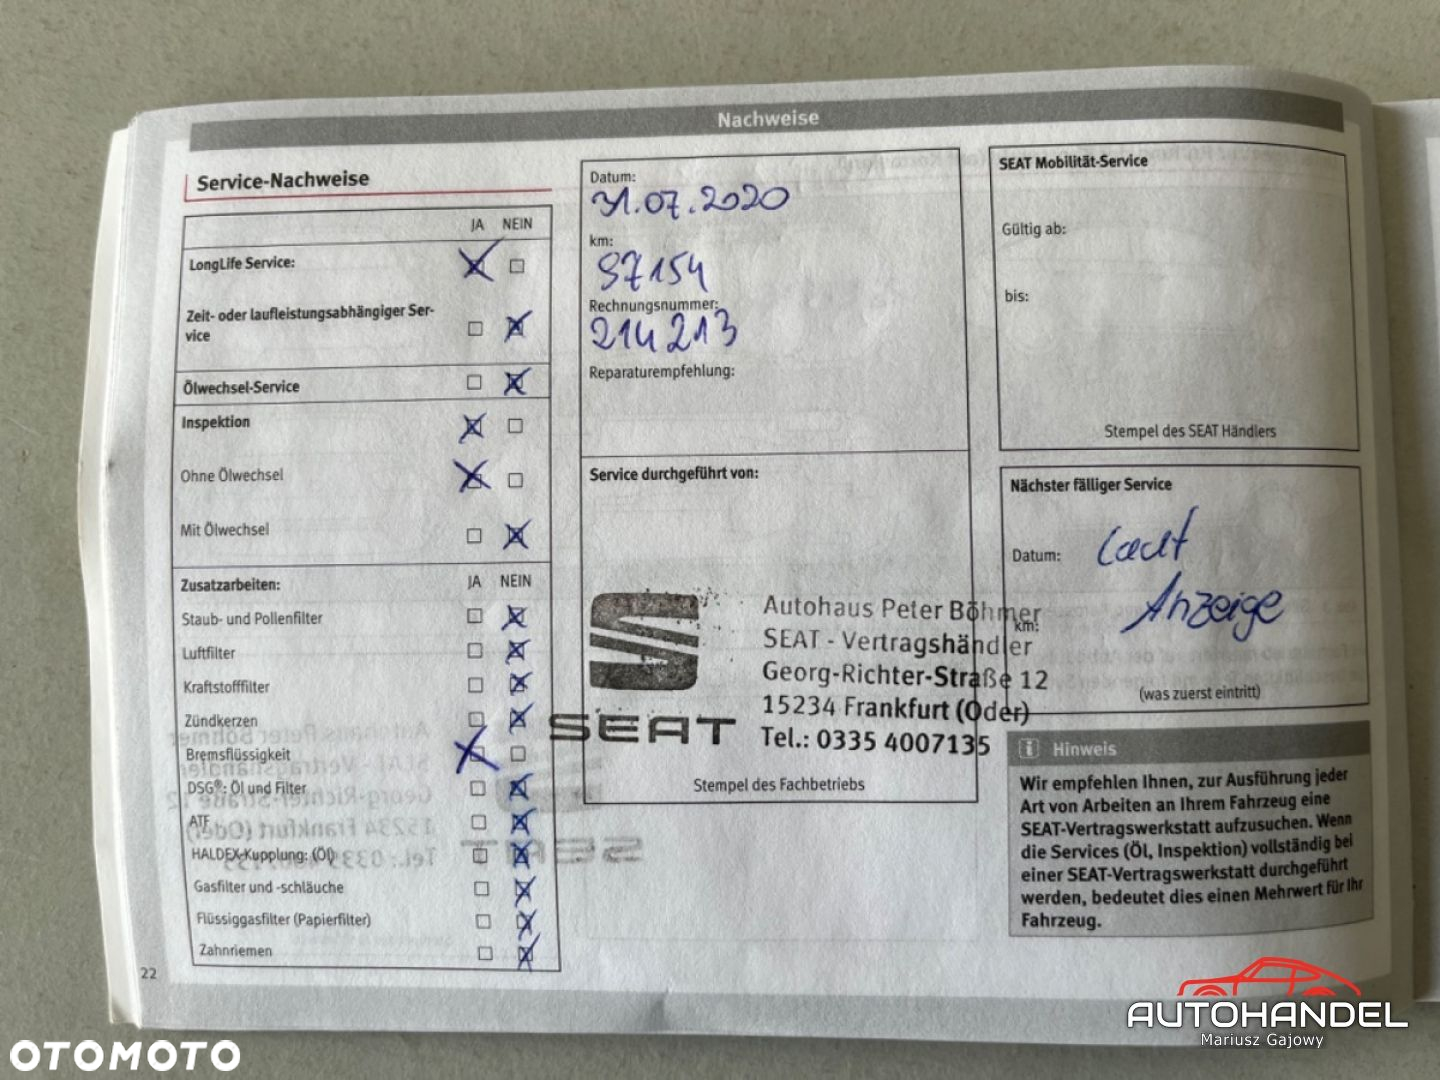 Nachweise
Service-Nachweise
JA NEIN
LongLife Service:
Zeit- oder laufleistungsabhängiger Ser-
vice
Ölwechsel-Service
Inspektion
Ohne Ölwechsel
Mit Ölwechsel
Zusatzarbeiten: JA NEIN
Staub- und Pollenfilter
Luftfilter
Kraftstofffilter
Zündkerzen
Bremsflüssigkeit
DSG®: Öl und Filter
ATF
HALDEX-Kupplung: (Öl)
Gasfilter und -schläuche
Flüssiggasfilter (Papierfilter)
Zahnriemen
22
Datum:
31.07.2020
km:
97154
Rechnungsnummer:
214213
Reparaturempfehlung:
Service durchgeführt von:
SEAT
Autohaus Peter Böhmer
SEAT - Vertragshändler
Georg-Richter-Straße 12
15234 Frankfurt (Oder)
Tel.: 0335 4007135
Stempel des Fachbetriebs
SEAT Mobilität-Service
Gültig ab:
bis:
Stempel des SEAT Händlers
Nächster fälliger Service
Datum: laut
km: Anzeige
(was zuerst eintritt)
i Hinweis
Wir empfehlen Ihnen, zur Ausführung jeder
Art von Arbeiten an Ihrem Fahrzeug eine
SEAT-Vertragswerkstatt aufzusuchen. Wenn
die Services (Öl, Inspektion) vollständig bei
einer SEAT-Vertragswerkstatt durchgeführt
werden, bedeutet dies einen Mehrwert für Ihr
Fahrzeug.
AUTOHANDEL
Mariusz Gajowy
OTOMOTO